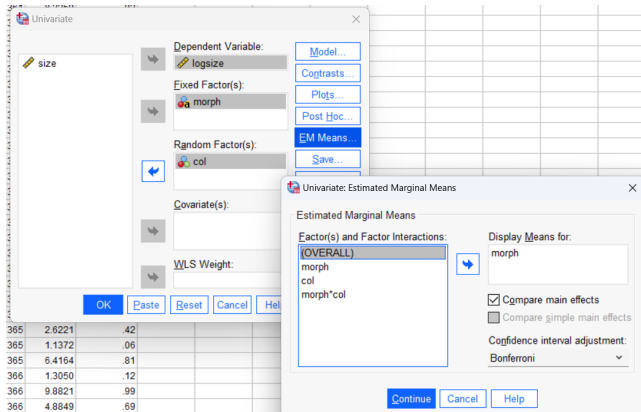 Univariate
Dependent Variable:
Model...
size
logsize
Contrasts...
Fixed Factor(s):
Plots...
morph
Post Hoc...
EM Means...
Random Factor(s):
col
Save...
Univariate: Estimated Marginal Means
Estimated Marginal Means
Covariate(s):
Factor(s) and Factor Interactions:
Display Means for:
(OVERALL)
morph
morph
col
morph*col
WLS Weight:
Compare main effects
Compare simple main effects
OK Paste Reset Cancel Hel
Confidence interval adjustment:
Bonferroni
365 2.6221 .42
365 1.1372 .06
365 6.4164 .81
366 1.3050 .12
366 9.8821 .99
366 4.8849 .69
Continue Cancel Help